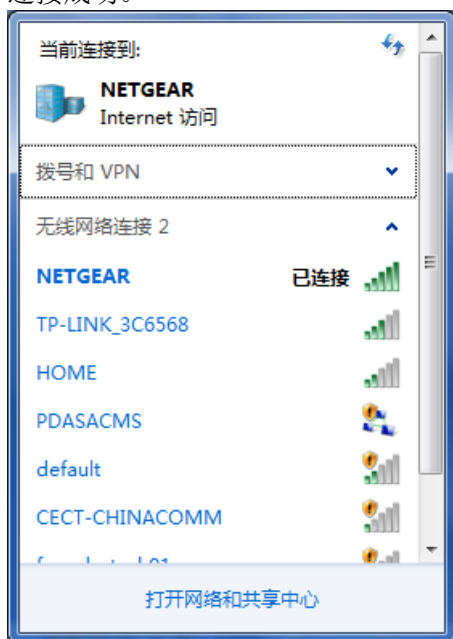 当前连接到:
NETGEAR
Internet 访问
拨号和 VPN
无线网络连接 2
NETGEAR 已连接
TP-LINK_3C6568
HOME
PDASACMS
default
CECT-CHINACOMM
打开网络和共享中心